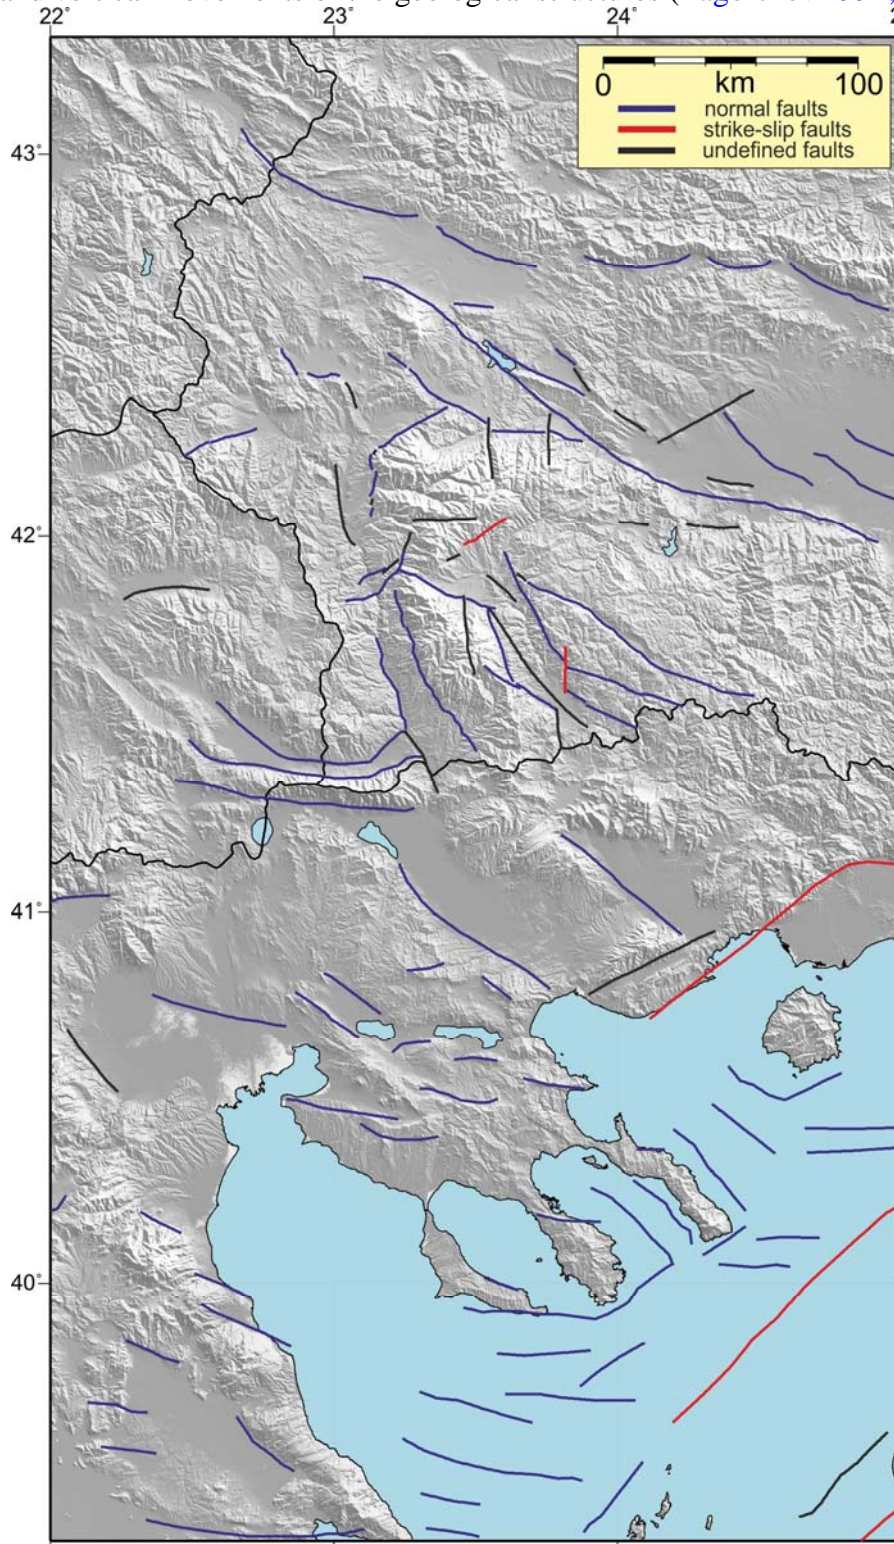 22° 23° 24°
0 km 100
normal faults
strike-slip faults
undefined faults
43°
42°
41°
40°